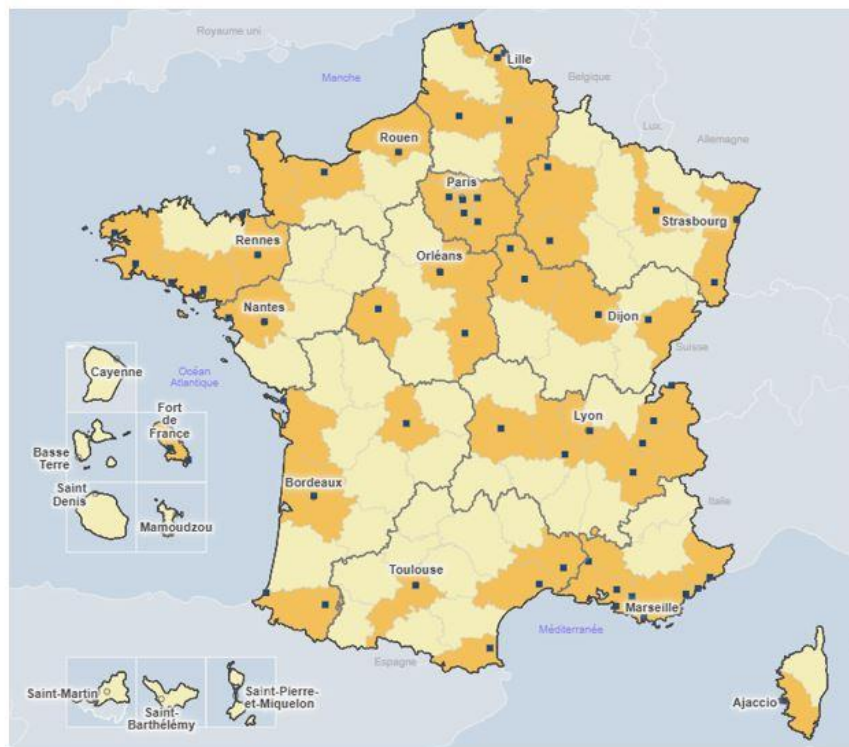 Royaume uni
Lille
Manche
Belgique
Lux.
Allemagne
Rouen
Paris
Strasbourg
Rennes
Orléans
Nantes
Dijon
Suisse
Océan
Atlantique
Cayenne
Fort
de
France
Lyon
Basse
Terre
Saint
Denis
Bordeaux
Italie
Mamoudzou
Toulouse
Marseille
Méditerranée
Espagne
Saint-Martin
Saint-
Barthélémy
Saint-Pierre-
et-Miquelon
Ajaccio